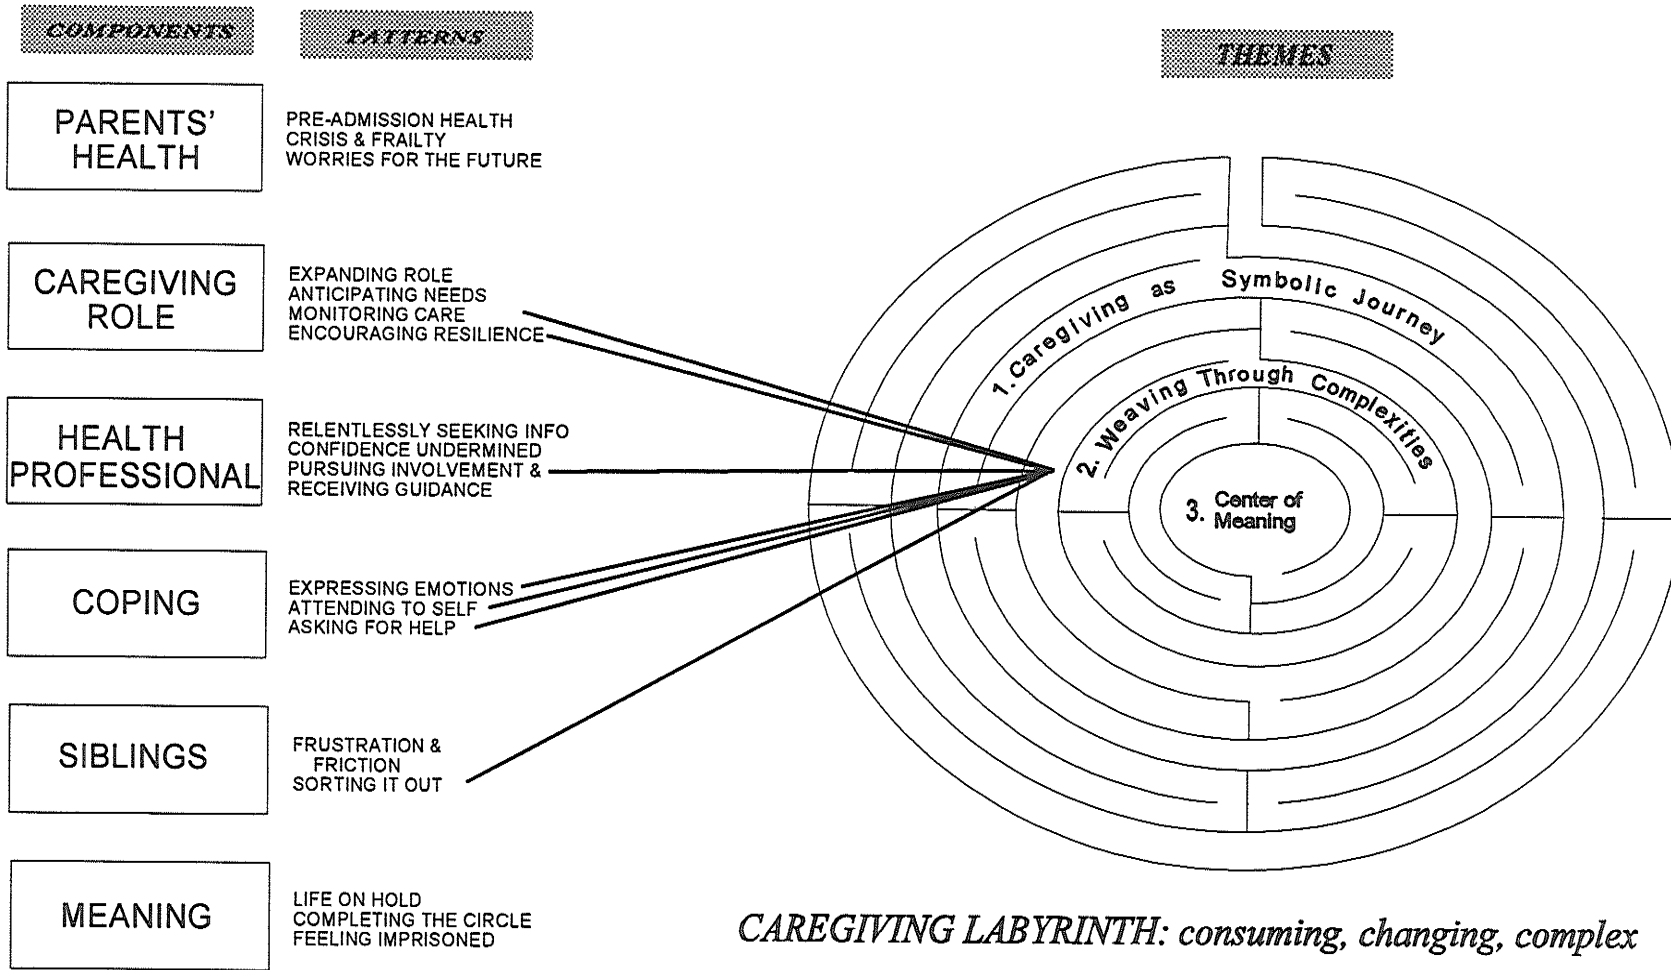 COMPONENTS
PATTERNS
THEMES
PARENTS'
HEALTH
PRE-ADMISSION HEALTH
CRISIS & FRAILTY
WORRIES FOR THE FUTURE
CAREGIVING
ROLE
EXPANDING ROLE
ANTICIPATING NEEDS
MONITORING CARE
ENCOURAGING RESILIENCE
HEALTH
PROFESSIONAL
RELENTLESSLY SEEKING INFO
CONFIDENCE UNDERMINED
PURSUING INVOLVEMENT &
RECEIVING GUIDANCE
COPING
EXPRESSING EMOTIONS
ATTENDING TO SELF
ASKING FOR HELP
SIBLINGS
FRUSTRATION &
FRICTION
SORTING IT OUT
MEANING
LIFE ON HOLD
COMPLETING THE CIRCLE
FEELING IMPRISONED
1. Caregiving as Symbolic Journey
2. Weaving Through Complexities
3. Center of
Meaning
CAREGIVING LABYRINTH: consuming, changing, complex